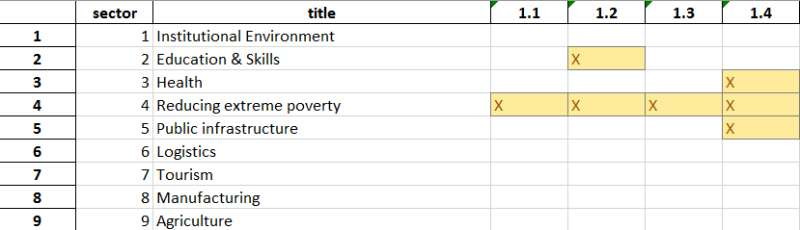 sector title 1.1 1.2 1.3 1.4
1 1 Institutional Environment
2 2 Education & Skills X
3 3 Health X
4 4 Reducing extreme poverty X X X X
5 5 Public infrastructure X
6 6 Logistics
7 7 Tourism
8 8 Manufacturing
9 9 Agriculture